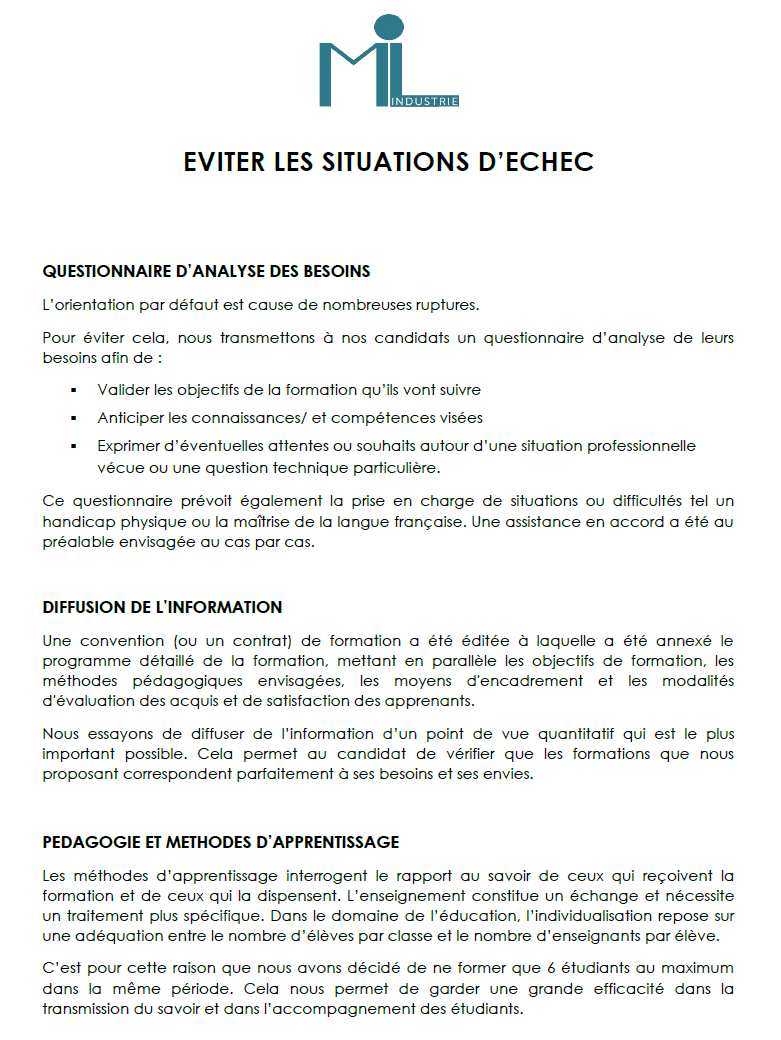 MiL
INDUSTRIE
EVITER LES SITUATIONS D’ECHEC
QUESTIONNAIRE D’ANALYSE DES BESOINS
L’orientation par défaut est cause de nombreuses ruptures.
Pour éviter cela, nous transmettons à nos candidats un questionnaire d’analyse de leurs
besoins afin de :
▪ Valider les objectifs de la formation qu’ils vont suivre
▪ Anticiper les connaissances/ et compétences visées
▪ Exprimer d’éventuelles attentes ou souhaits autour d’une situation professionnelle
vécue ou une question technique particulière.
Ce questionnaire prévoit également la prise en charge de situations ou difficultés tel un
handicap physique ou la maîtrise de la langue française. Une assistance en accord a été au
préalable envisagée au cas par cas.
DIFFUSION DE L’INFORMATION
Une convention (ou un contrat) de formation a été éditée à laquelle a été annexé le
programme détaillé de la formation, mettant en parallèle les objectifs de formation, les
méthodes pédagogiques envisagées, les moyens d'encadrement et les modalités
d'évaluation des acquis et de satisfaction des apprenants.
Nous essayons de diffuser de l’information d’un point de vue quantitatif qui est le plus
important possible. Cela permet au candidat de vérifier que les formations que nous
proposant correspondent parfaitement à ses besoins et ses envies.
PEDAGOGIE ET METHODES D’APPRENTISSAGE
Les méthodes d’apprentissage interrogent le rapport au savoir de ceux qui reçoivent la
formation et de ceux qui la dispensent. L’enseignement constitue un échange et nécessite
un traitement plus spécifique. Dans le domaine de l’éducation, l’individualisation repose sur
une adéquation entre le nombre d’élèves par classe et le nombre d’enseignants par élève.
C’est pour cette raison que nous avons décidé de ne former que 6 étudiants au maximum
dans la même période. Cela nous permet de garder une grande efficacité dans la
transmission du savoir et dans l’accompagnement des étudiants.